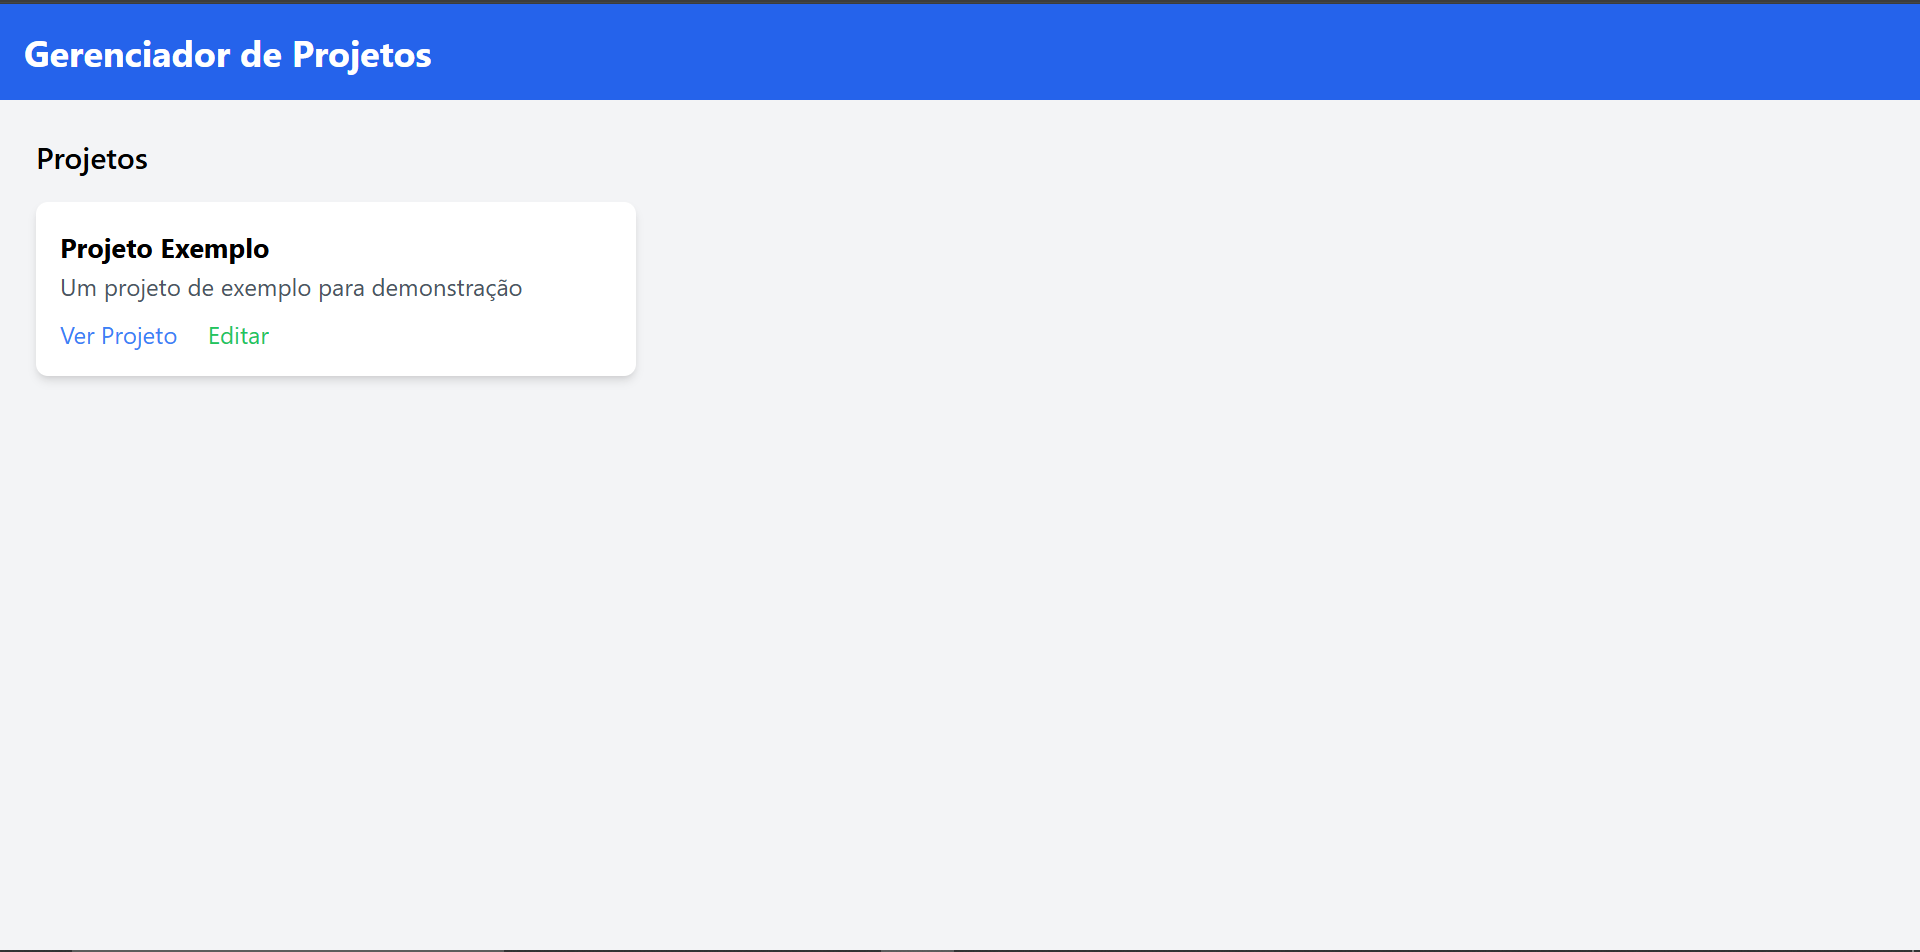 Gerenciador de Projetos
Projetos
Projeto Exemplo
Um projeto de exemplo para demonstração
Ver Projeto Editar